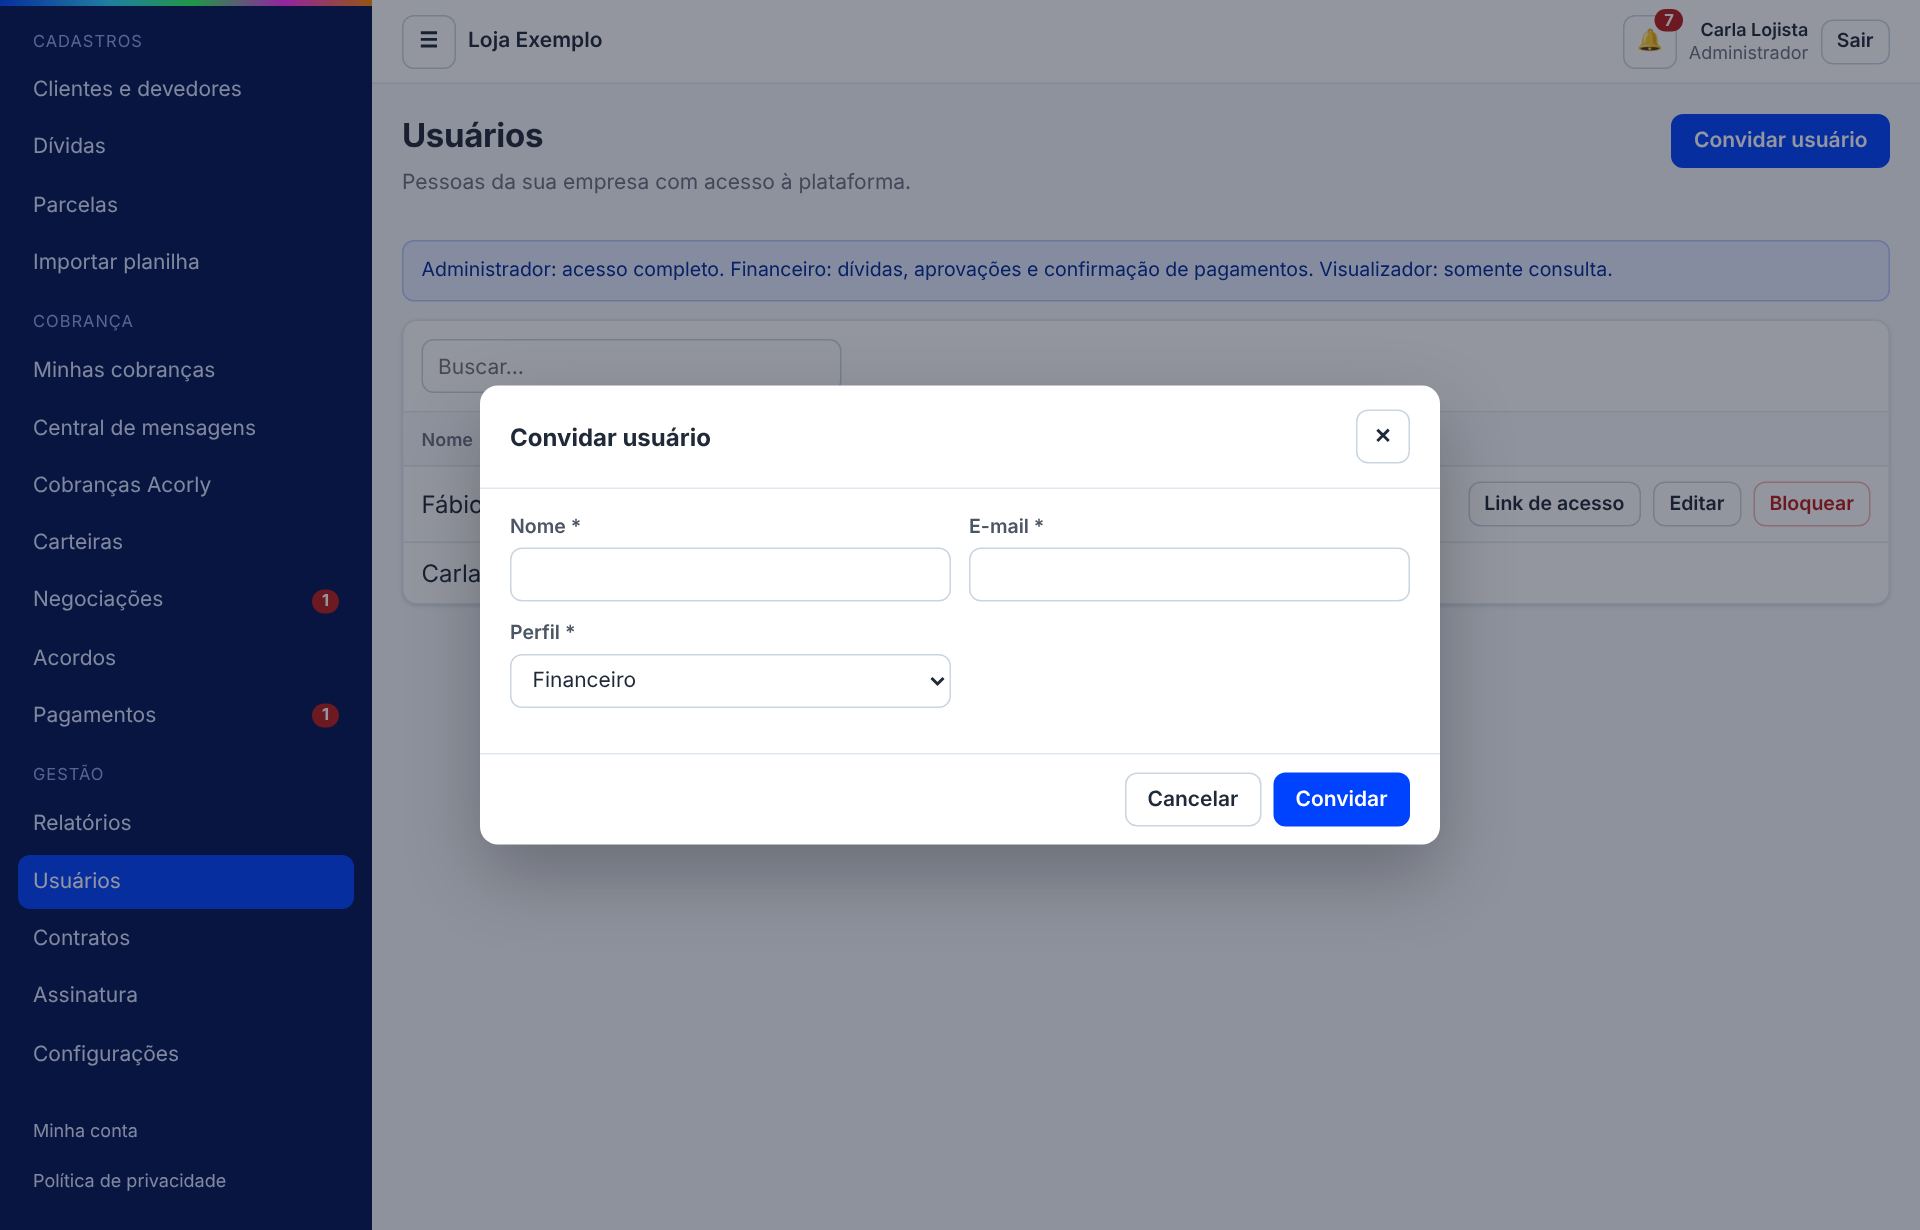 CADASTROS
Clientes e devedores
Dívidas
Parcelas
Importar planilha
COBRANÇA
Minhas cobranças
Central de mensagens
Cobranças Acorly
Carteiras
Negociações 1
Acordos
Pagamentos 1
GESTÃO
Relatórios
Usuários
Contratos
Assinatura
Configurações
Minha conta
Política de privacidade
☰ Loja Exemplo
7
Carla Lojista
Administrador
Sair
Usuários
Pessoas da sua empresa com acesso à plataforma.
Convidar usuário
Administrador: acesso completo. Financeiro: dívidas, aprovações e confirmação de pagamentos. Visualizador: somente consulta.
Buscar...
Nome
Link de acesso Editar Bloquear
Carla
Convidar usuário
✕
Nome * E-mail *
Perfil *
Financeiro
Cancelar Convidar